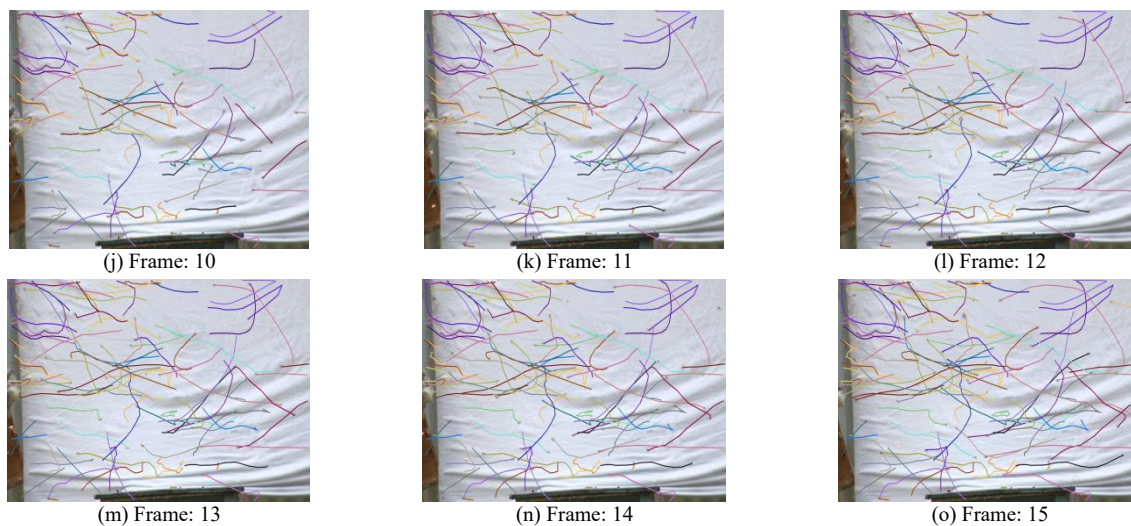 (j) Frame: 10
(k) Frame: 11
(l) Frame: 12
(m) Frame: 13
(n) Frame: 14
(o) Frame: 15